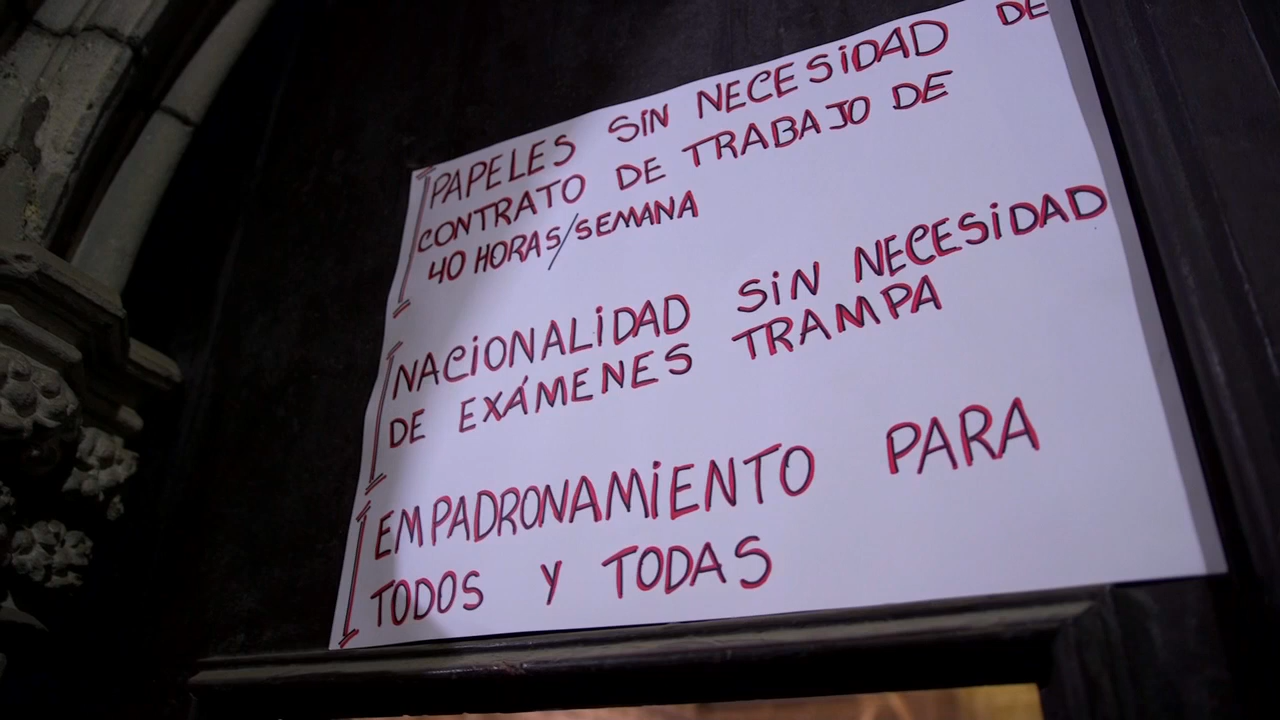 PAPELES SIN NECESIDAD DE
CONTRATO DE TRABAJO DE
40 HORAS/SEMANA
NACIONALIDAD SIN NECESIDAD
DE EXÁMENES TRAMPA
EMPADRONAMIENTO PARA
TODOS Y TODAS